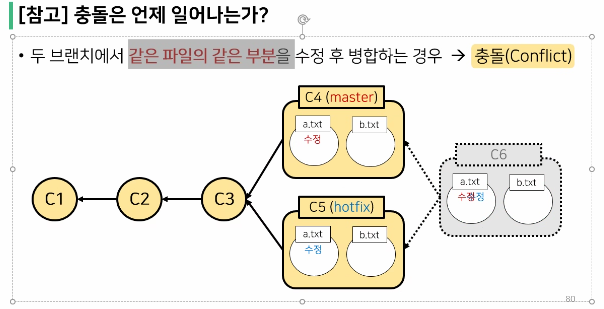 [참고] 충돌은 언제 일어나는가?
• 두 브랜치에서 같은 파일의 같은 부분을 수정 후 병합하는 경우 → 충돌(Conflict)
C4 (master)
a.txt
수정
b.txt
C1
C2
C3
C6
a.txt
b.txt
C5 (hotfix)
a.txt
수정
b.txt
80